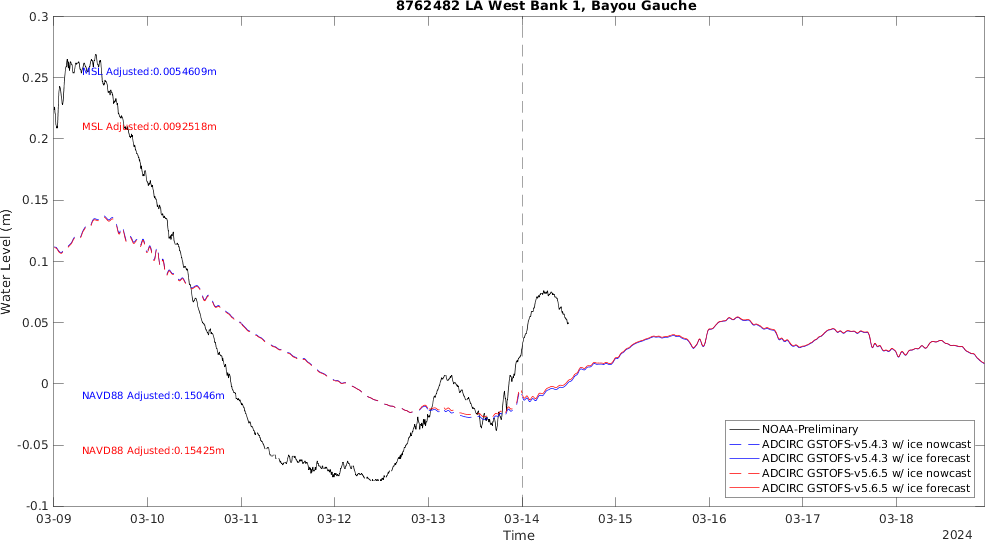 8762482 LA West Bank 1, Bayou Gauche
0.3
0.25
0.2
0.15
0.1
0.05
0
-0.05
-0.1
Water Level (m)
MSL Adjusted:0.0054609m
MSL Adjusted:0.0092518m
NAVD88 Adjusted:0.15046m
NAVD88 Adjusted:0.15425m
NOAA-Preliminary
ADCIRC GSTOFS-v5.4.3 w/ ice nowcast
ADCIRC GSTOFS-v5.4.3 w/ ice forecast
ADCIRC GSTOFS-v5.6.5 w/ ice nowcast
ADCIRC GSTOFS-v5.6.5 w/ ice forecast
03-09 03-10 03-11 03-12 03-13 03-14 03-15 03-16 03-17 03-18
Time
2024